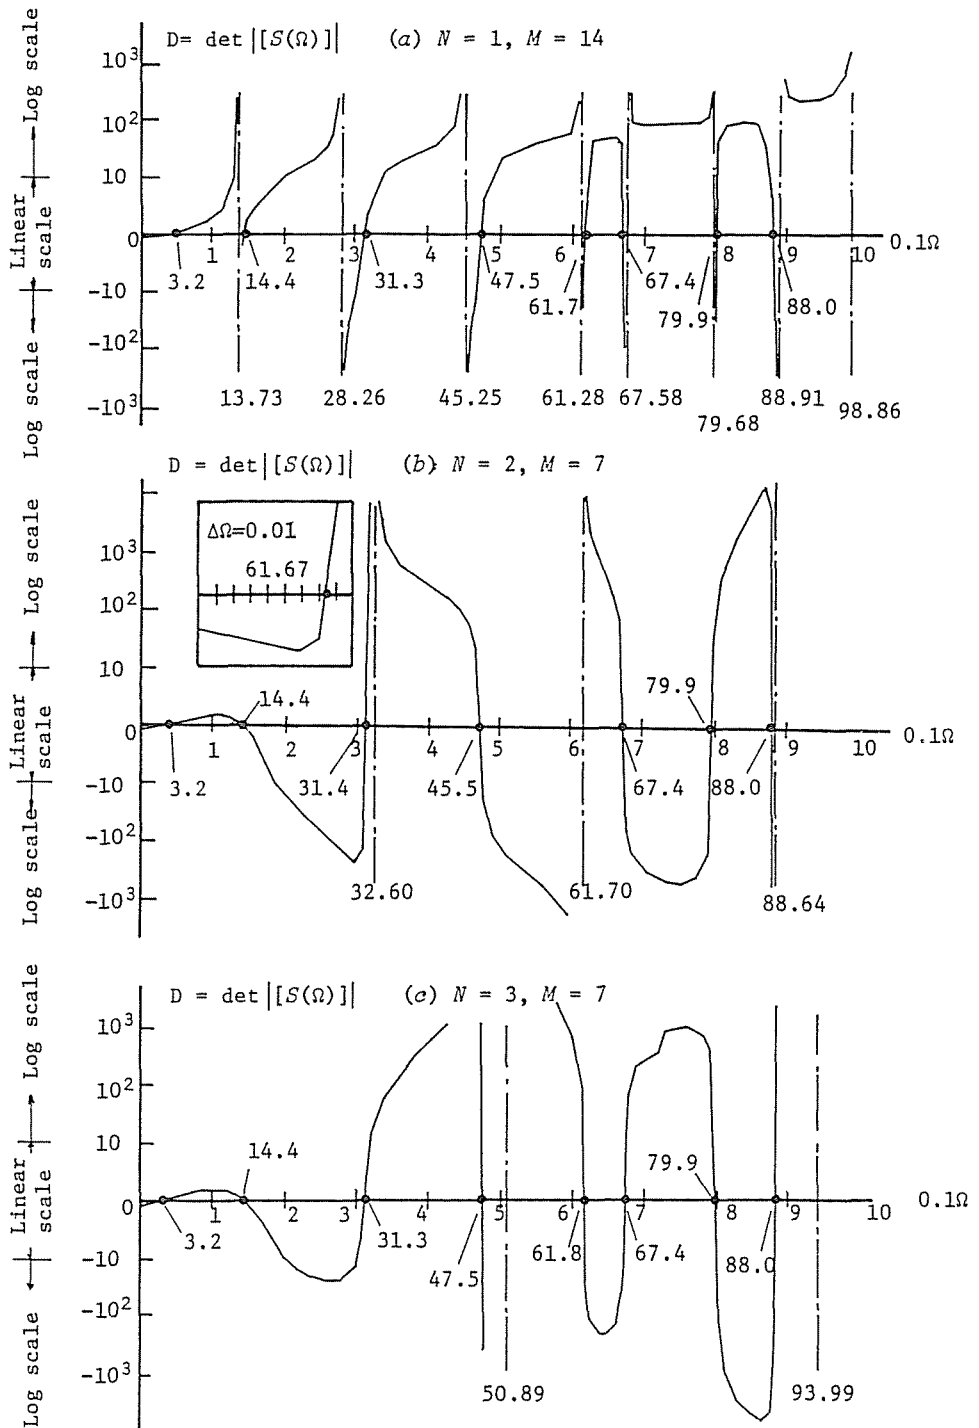 D= det |[S(Ω)]| (a) N = 1, M = 14
10³
10²
10
0
-10
-10²
-10³
Log scale
Linear scale
Log scale
1 2 3 4 5 6 7 8 9 10 0.1Ω
3.2 14.4 31.3 47.5 61.7 67.4 79.9 88.0
13.73 28.26 45.25 61.28 67.58 79.68 88.91 98.86
D = det |[S(Ω)]| (b) N = 2, M = 7
ΔΩ=0.01
61.67
10³
10²
10
0
-10
-10²
-10³
Log scale
Linear scale
Log scale
1 2 3 4 5 6 7 8 9 10 0.1Ω
3.2 14.4 31.4 45.5 67.4 79.9 88.0
32.60 61.70 88.64
D = det |[S(Ω)]| (c) N = 3, M = 7
10³
10²
10
0
-10
-10²
-10³
Log scale
Linear scale
Log scale
1 2 3 4 5 6 7 8 9 10 0.1Ω
3.2 14.4 31.3 47.5 61.8 67.4 79.9 88.0
50.89 93.99